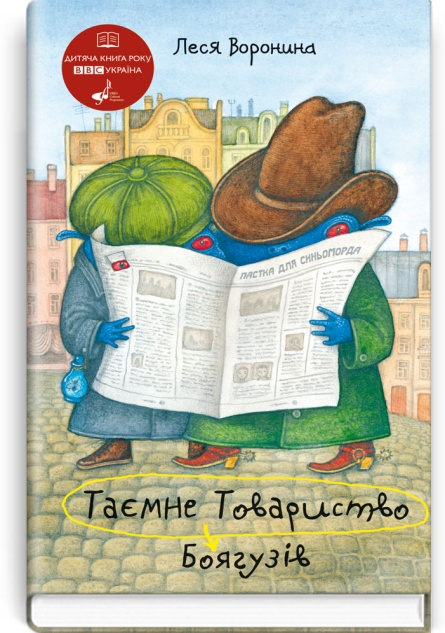 ДИТЯЧА КНИГА РОКУ
BBC УКРАЇНА
Леся Воронина
ПАСТКА ДЛЯ СИНЬОМОРДА
Таємне Товариство
Боягузів